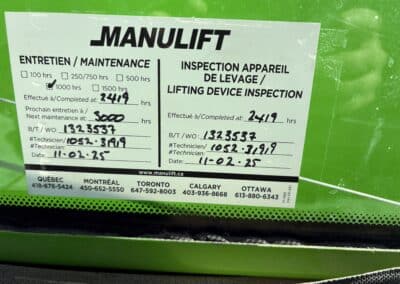 MANULIFT
ENTRETIEN / MAINTENANCE
100 hrs 250/750 hrs 500 hrs
1000 hrs 1500 hrs
Effectué à/Completed at: 2419 hrs
Prochain entretien à /
Next maintenance at: 3000 hrs
B/T / WO: 1323537
#Technicien/
#Technician: 1052-31919
Date: 11-02-25
INSPECTION APPAREIL
DE LEVAGE /
LIFTING DEVICE INSPECTION
Effectué à/Completed at: 2419 hrs
B/T / WO: 1323537
#Technicien/
#Technician: 1052-31919
Date: 11-02-25
www.manulift.ca
QUÉBEC MONTRÉAL TORONTO CALGARY OTTAWA
418-878-5424 450-652-5550 647-592-8003 403-936-8668 613-880-6343